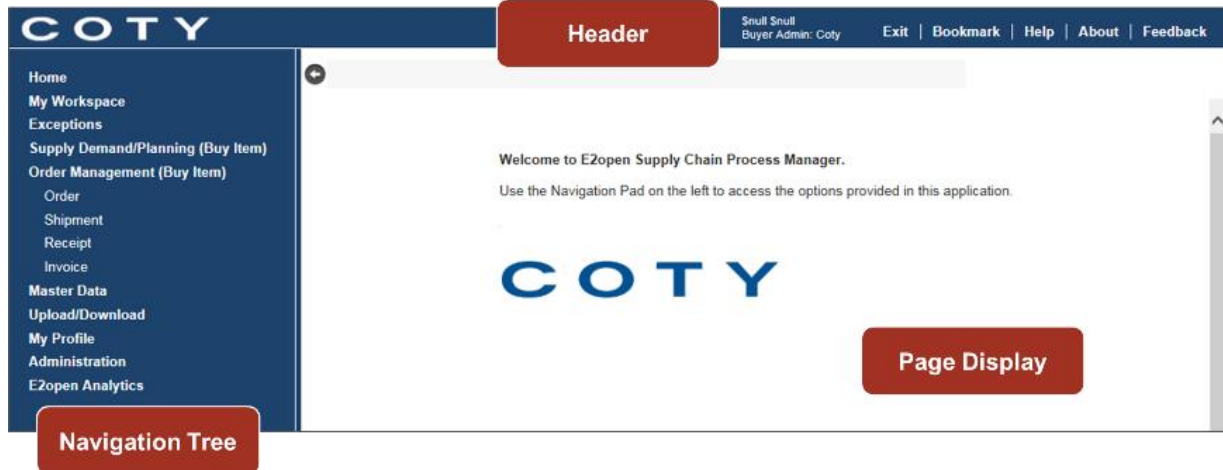 COTY
Header
$null $null
Buyer Admin: Coty
Exit | Bookmark | Help | About | Feedback
Home
My Workspace
Exceptions
Supply Demand/Planning (Buy Item)
Order Management (Buy Item)
Order
Shipment
Receipt
Invoice
Master Data
Upload/Download
My Profile
Administration
E2open Analytics
Navigation Tree
Welcome to E2open Supply Chain Process Manager.
Use the Navigation Pad on the left to access the options provided in this application.
COTY
Page Display